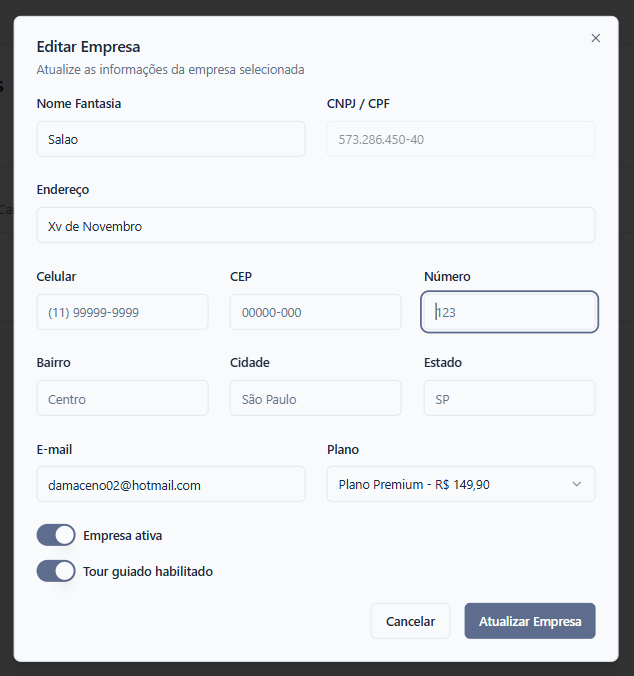 Editar Empresa
Atualize as informações da empresa selecionada
Nome Fantasia CNPJ / CPF
Salao 573.286.450-40
Endereço
Xv de Novembro
Celular CEP Número
(11) 99999-9999 00000-000 123
Bairro Cidade Estado
Centro São Paulo SP
E-mail Plano
damaceno02@hotmail.com Plano Premium - R$ 149,90
Empresa ativa
Tour guiado habilitado
Cancelar Atualizar Empresa